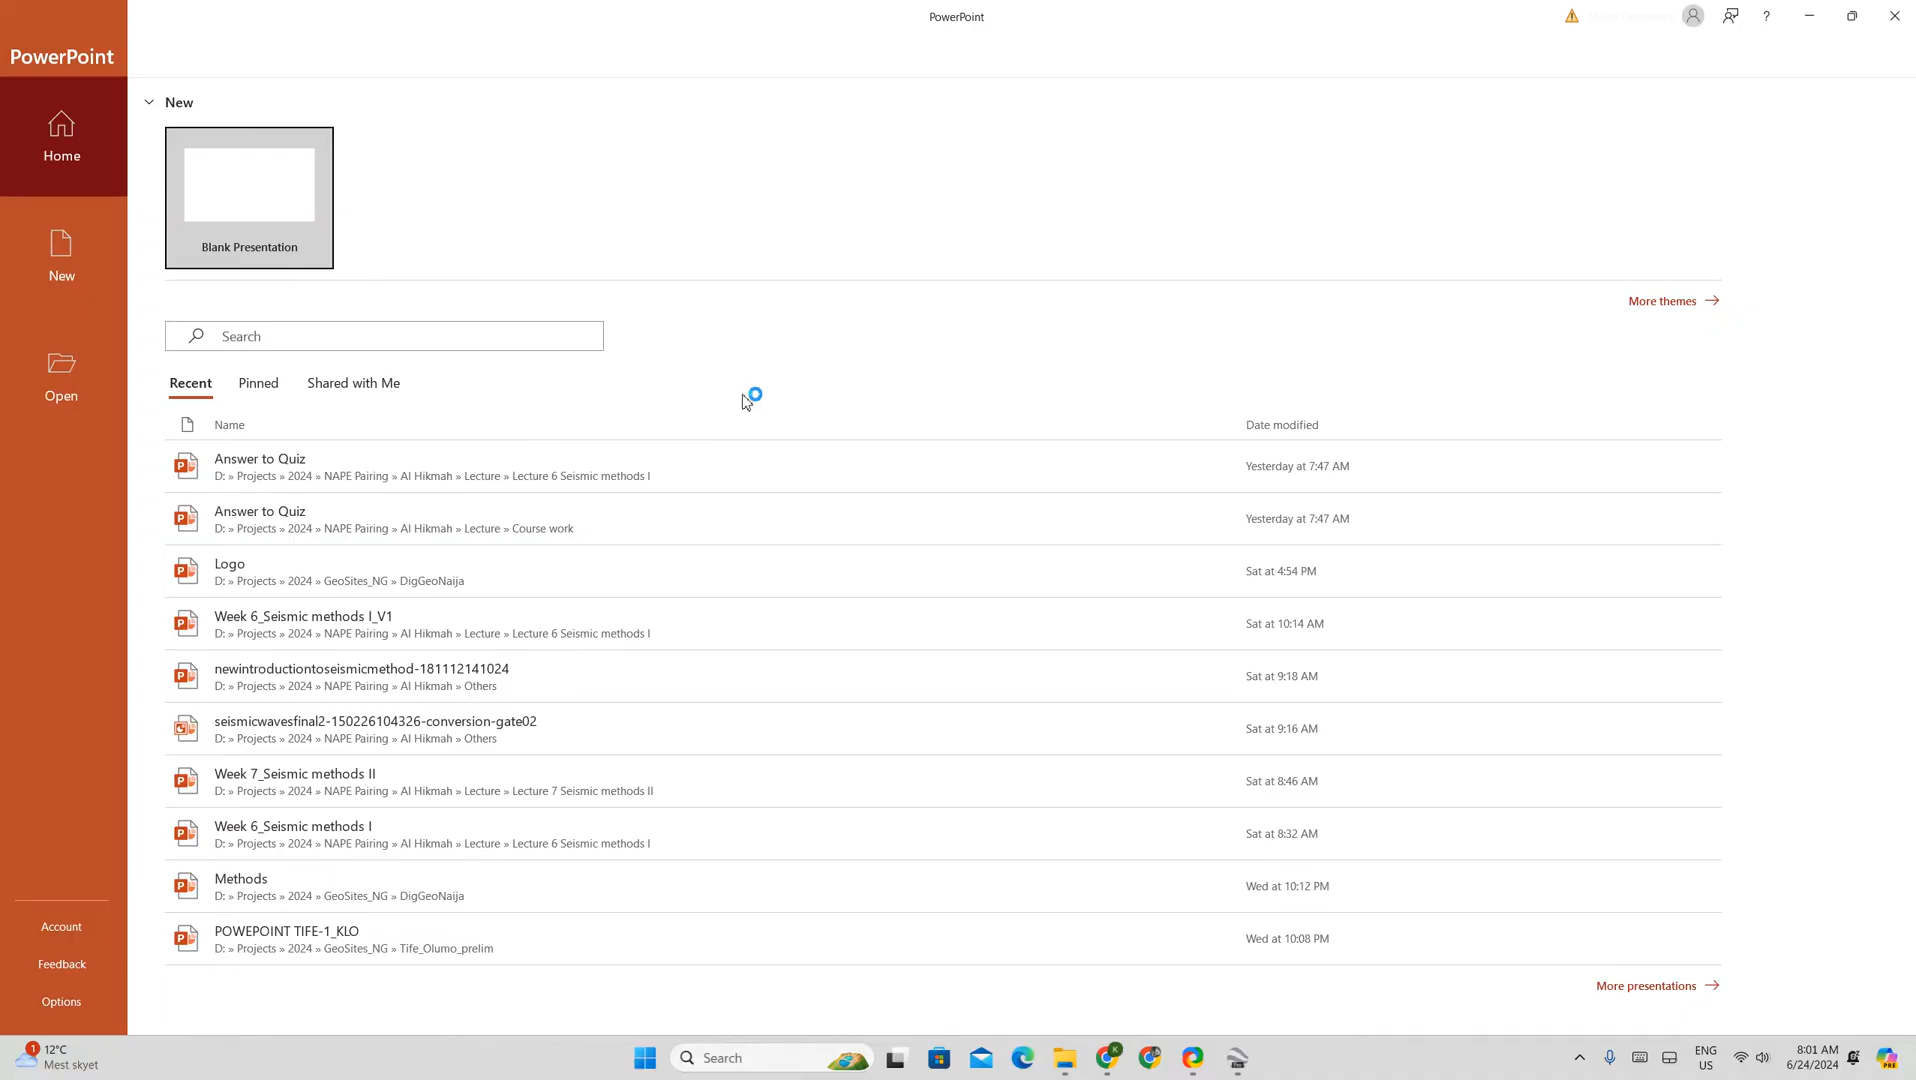 PowerPoint
PowerPoint
Home
New
Open
Account
Feedback
Options
New
Blank Presentation
More themes
Search
Recent Pinned Shared with Me
Name Date modified
Answer to Quiz
D: » Projects » 2024 » NAPE Pairing » Al Hikmah » Lecture » Lecture 6 Seismic methods I
Yesterday at 7:47 AM
Answer to Quiz
D: » Projects » 2024 » NAPE Pairing » Al Hikmah » Lecture » Course work
Yesterday at 7:47 AM
Logo
D: » Projects » 2024 » GeoSites_NG » DigGeoNaija
Sat at 4:54 PM
Week 6_Seismic methods I_V1
D: » Projects » 2024 » NAPE Pairing » Al Hikmah » Lecture » Lecture 6 Seismic methods I
Sat at 10:14 AM
newintroductiontoseismicmethod-181112141024
D: » Projects » 2024 » NAPE Pairing » Al Hikmah » Others
Sat at 9:18 AM
seismicwavesfinal2-150226104326-conversion-gate02
D: » Projects » 2024 » NAPE Pairing » Al Hikmah » Others
Sat at 9:16 AM
Week 7_Seismic methods II
D: » Projects » 2024 » NAPE Pairing » Al Hikmah » Lecture » Lecture 7 Seismic methods II
Sat at 8:46 AM
Week 6_Seismic methods I
D: » Projects » 2024 » NAPE Pairing » Al Hikmah » Lecture » Lecture 6 Seismic methods I
Sat at 8:32 AM
Methods
D: » Projects » 2024 » GeoSites_NG » DigGeoNaija
Wed at 10:12 PM
POWEPOINT TIFE-1_KLO
D: » Projects » 2024 » GeoSites_NG » Tife_Olumo_prelim
Wed at 10:08 PM
More presentations
1
12°C
Mest skyet
Search
K
ENG
US
8:01 AM
6/24/2024
PRE